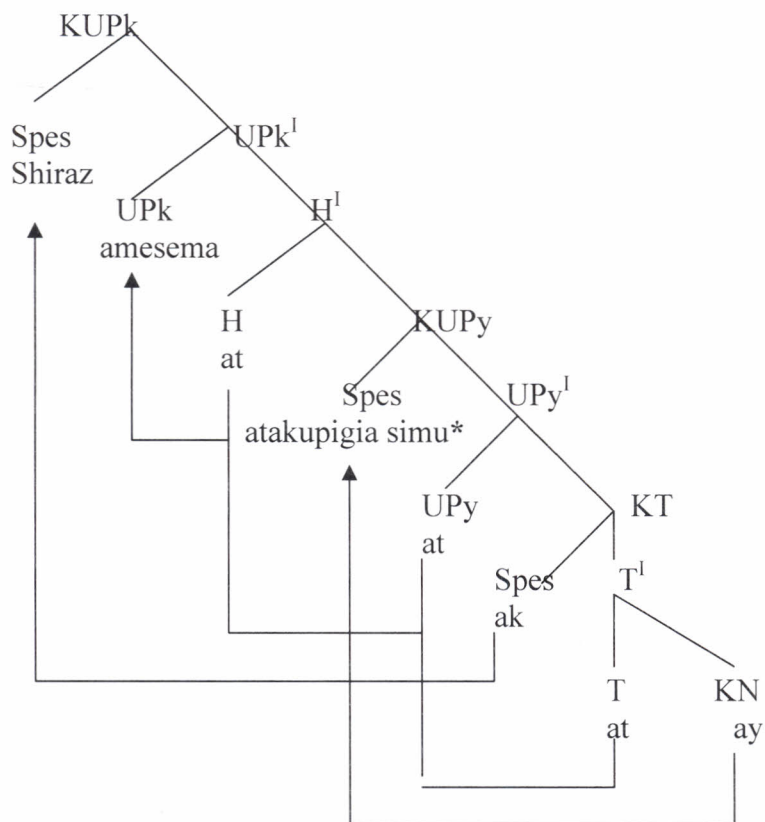 KUPk
Spes
Shiraz
UPk^I
UPk
amesema
H^I
H
at
KUPy
Spes
atakupigia simu*
UPy^I
UPy
at
KT
Spes
ak
T^I
T
at
KN
ay